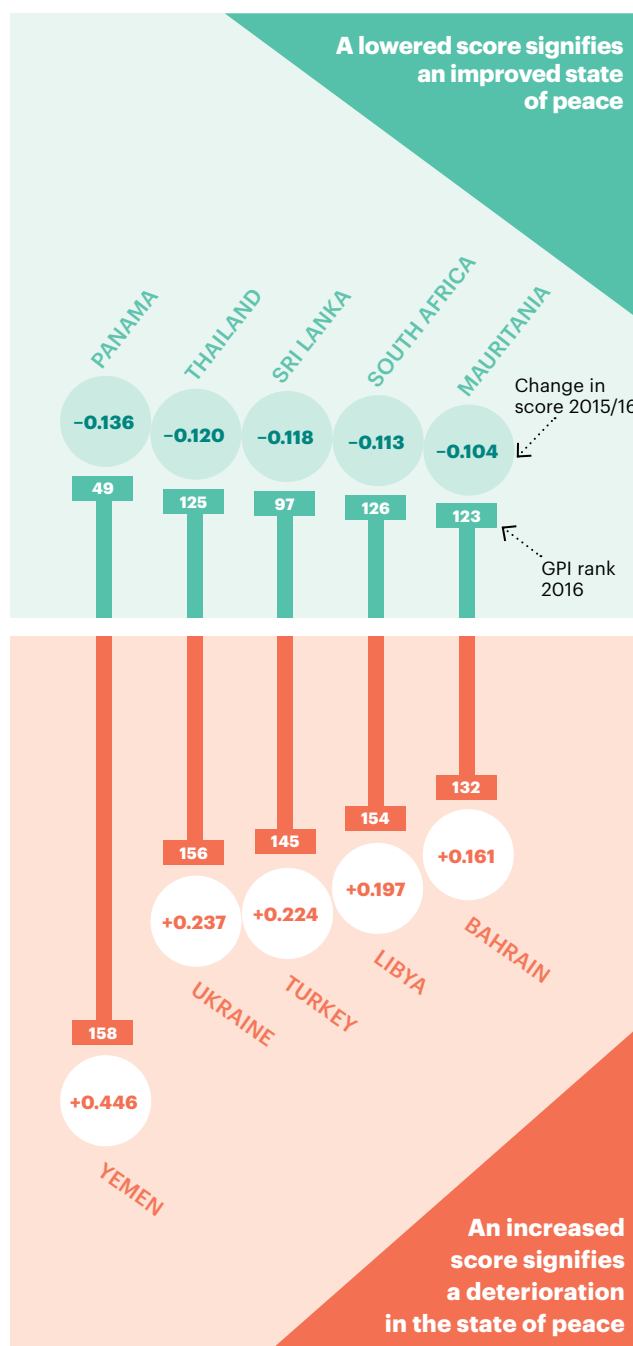 A lowered score signifies
an improved state
of peace
PANAMA
THAILAND
SRI LANKA
SOUTH AFRICA
MAURITANIA
Change in
score 2015/16
–0.136
–0.120
–0.118
–0.113
–0.104
49
125
97
126
123
GPI rank
2016
132
154
145
156
+0.161
+0.197
+0.224
+0.237
BAHRAIN
LIBYA
TURKEY
UKRAINE
158
+0.446
YEMEN
An increased
score signifies
a deterioration
in the state of peace